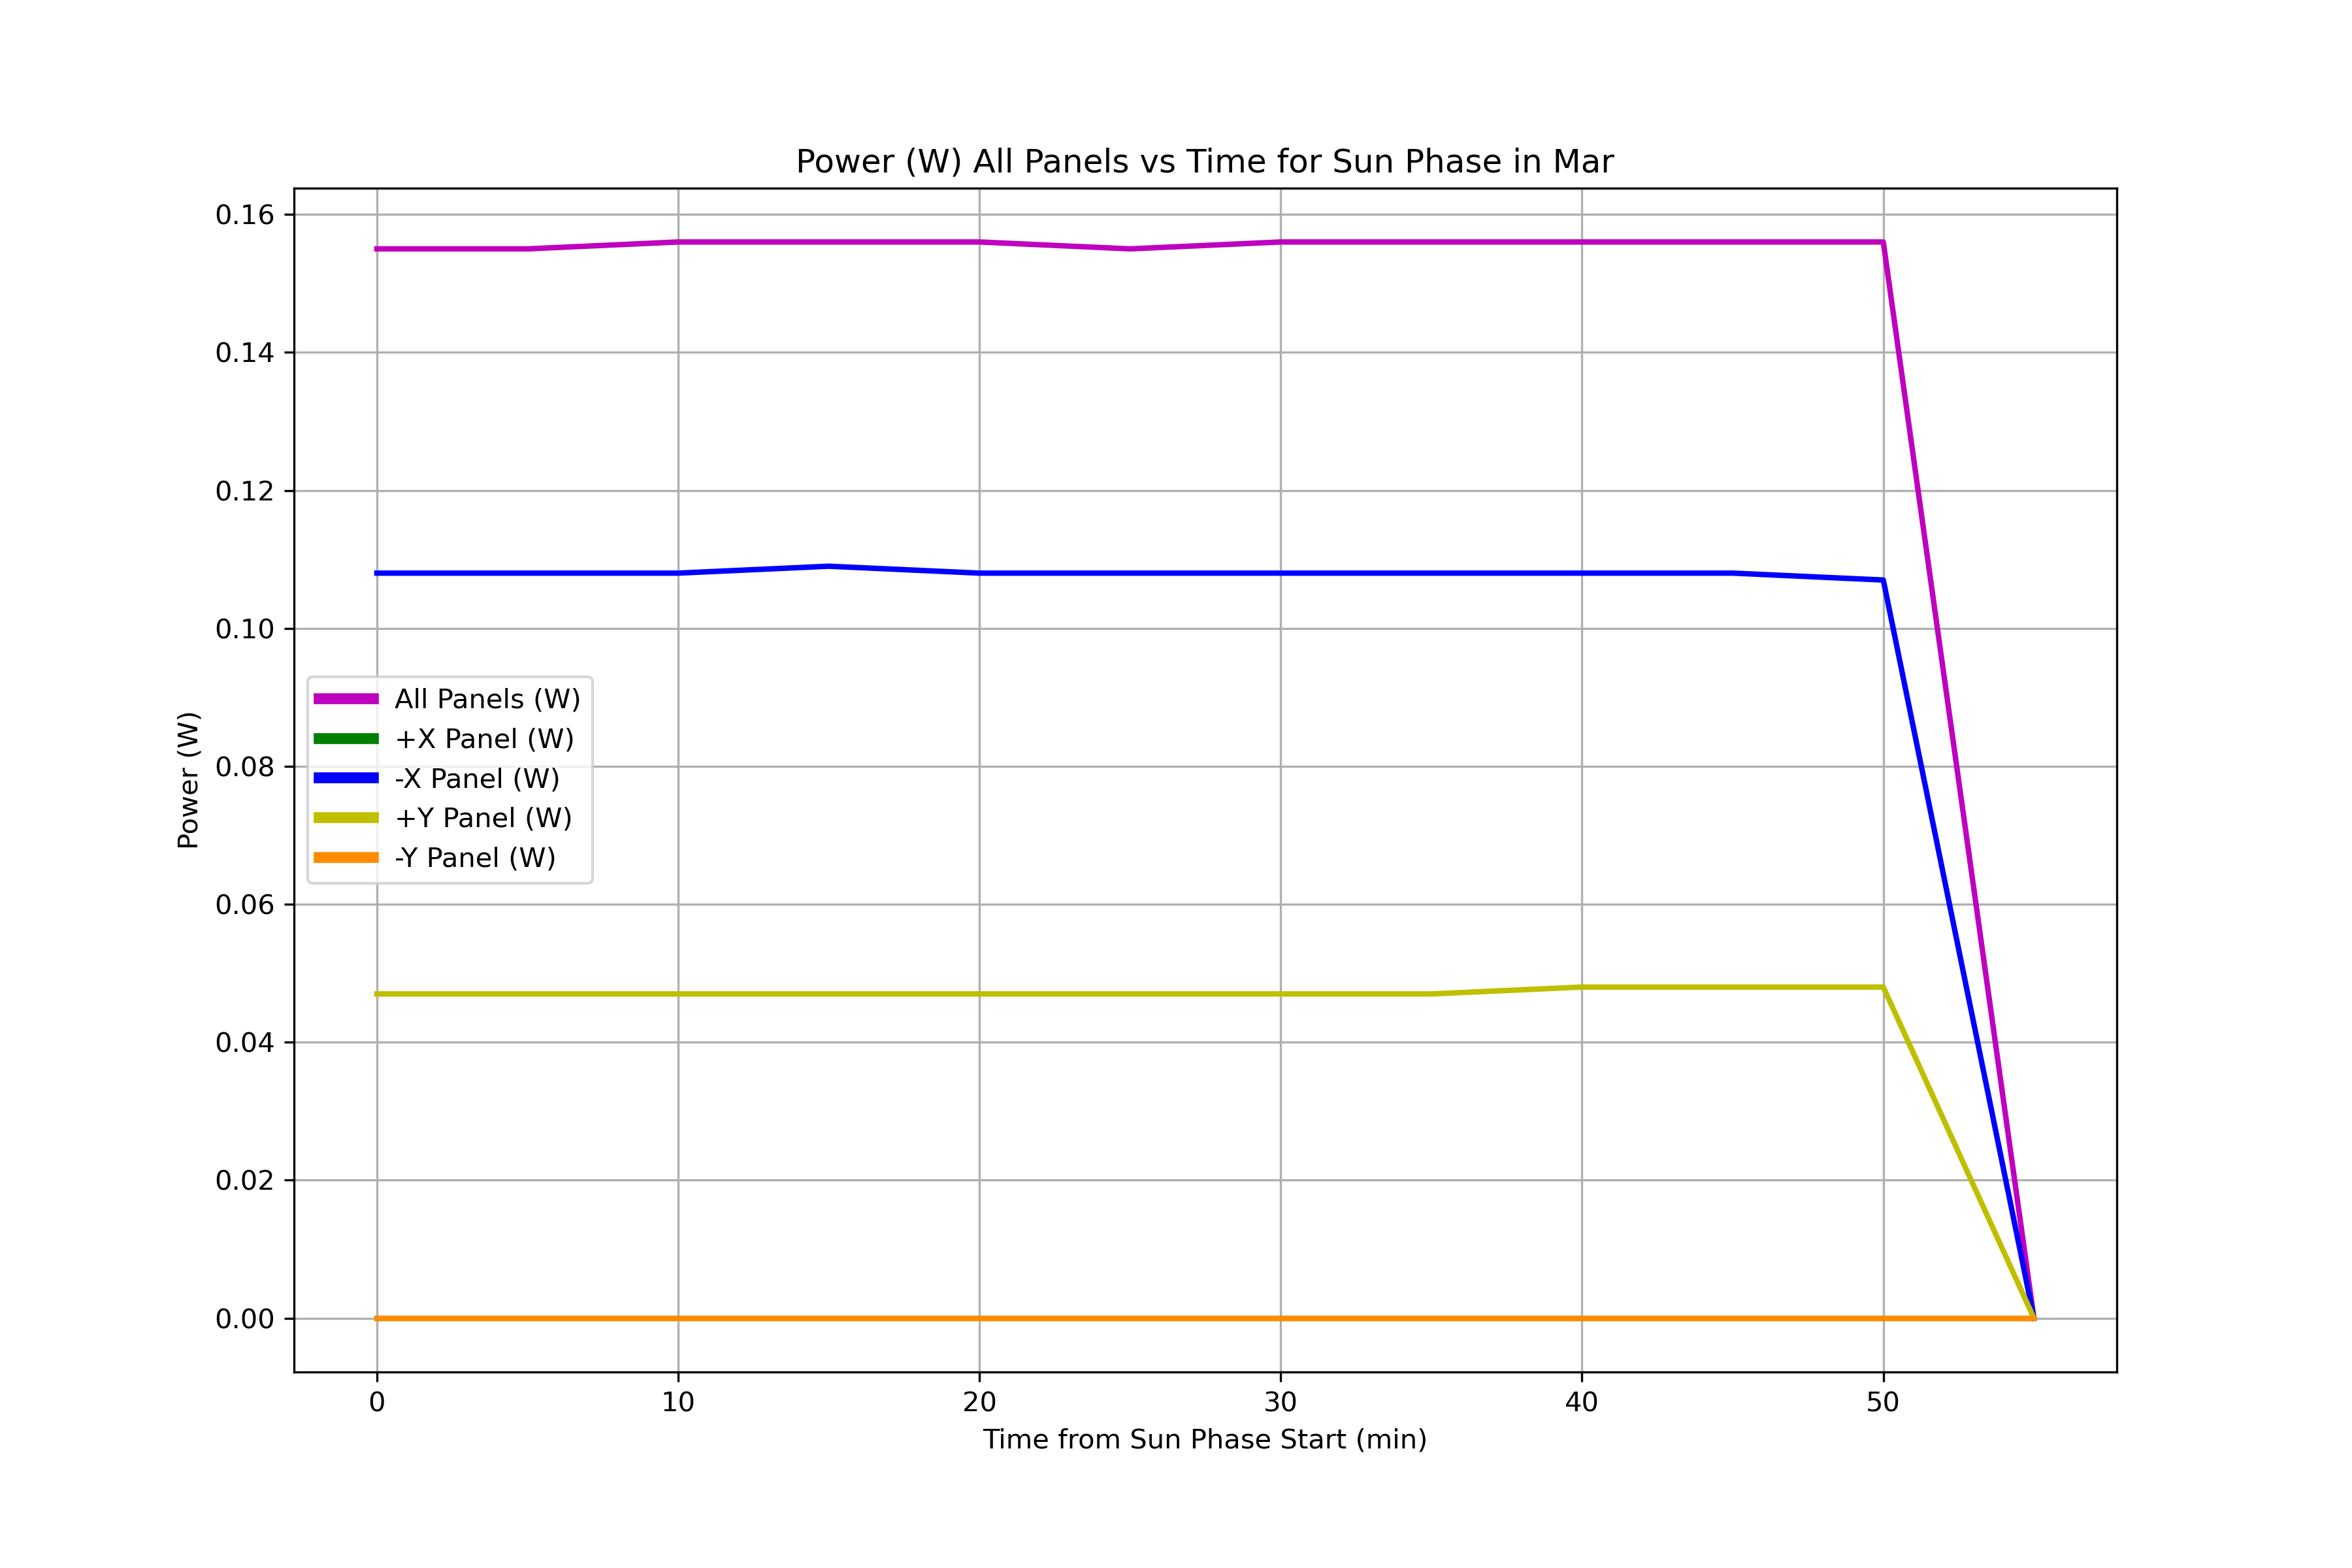 Power (W) All Panels vs Time for Sun Phase in Mar
0.16
0.14
0.12
0.10
0.08
0.06
0.04
0.02
0.00
Power (W)
All Panels (W)
+X Panel (W)
-X Panel (W)
+Y Panel (W)
-Y Panel (W)
0 10 20 30 40 50
Time from Sun Phase Start (min)